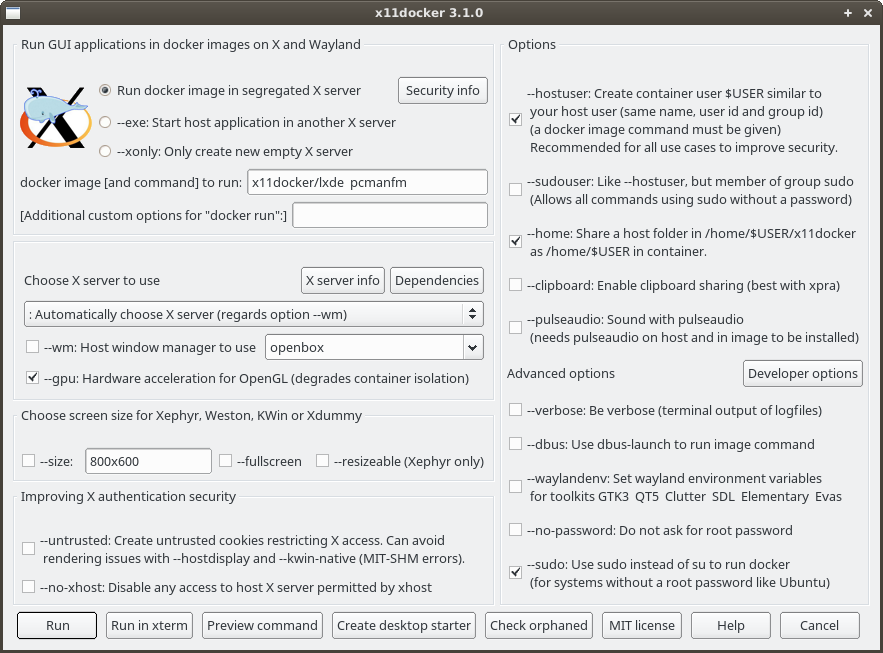 x11docker 3.1.0
Run GUI applications in docker images on X and Wayland
Run docker image in segregated X server
Security info
--exe: Start host application in another X server
--xonly: Only create new empty X server
docker image [and command] to run:
x11docker/lxde pcmanfm
[Additional custom options for "docker run":]
Choose X server to use
X server info
Dependencies
: Automatically choose X server (regards option --wm)
--wm: Host window manager to use
openbox
--gpu: Hardware acceleration for OpenGL (degrades container isolation)
Choose screen size for Xephyr, Weston, KWin or Xdummy
--size:
800x600
--fullscreen
--resizeable (Xephyr only)
Improving X authentication security
--untrusted: Create untrusted cookies restricting X access. Can avoid
rendering issues with --hostdisplay and --kwin-native (MIT-SHM errors).
--no-xhost: Disable any access to host X server permitted by xhost
Options
--hostuser: Create container user $USER similar to
your host user (same name, user id and group id)
(a docker image command must be given)
Recommended for all use cases to improve security.
--sudouser: Like --hostuser, but member of group sudo
(Allows all commands using sudo without a password)
--home: Share a host folder in /home/$USER/x11docker
as /home/$USER in container.
--clipboard: Enable clipboard sharing (best with xpra)
--pulseaudio: Sound with pulseaudio
(needs pulseaudio on host and in image to be installed)
Advanced options
Developer options
--verbose: Be verbose (terminal output of logfiles)
--dbus: Use dbus-launch to run image command
--waylandenv: Set wayland environment variables
for toolkits GTK3 QT5 Clutter SDL Elementary Evas
--no-password: Do not ask for root password
--sudo: Use sudo instead of su to run docker
(for systems without a root password like Ubuntu)
Run
Run in xterm
Preview command
Create desktop starter
Check orphaned
MIT license
Help
Cancel